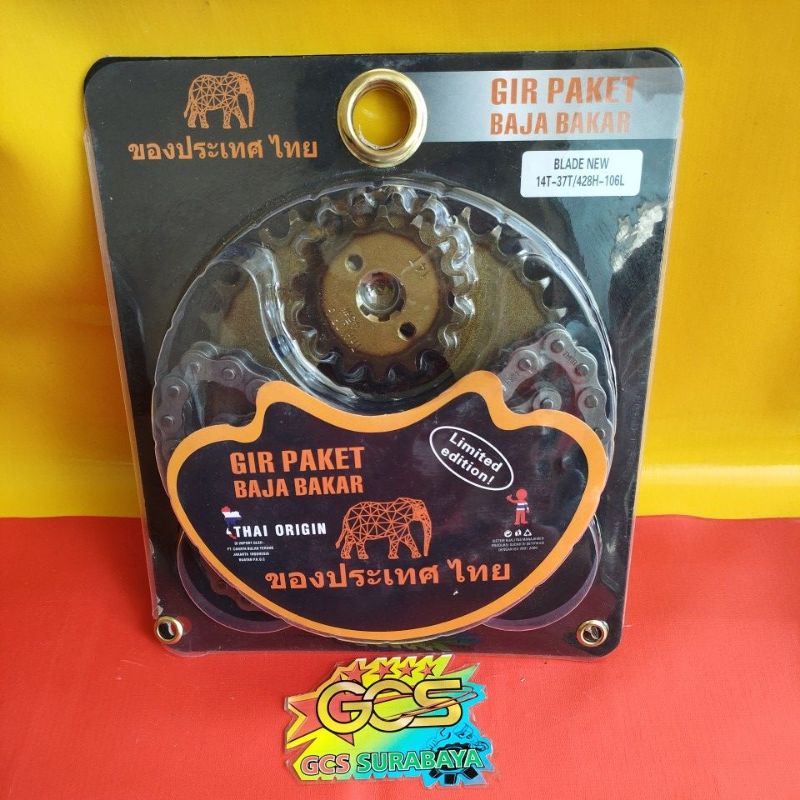 ของประเทศ ไทย
GIR PAKET
BAJA BAKAR
BLADE NEW
14T-37T/428H-106L
Limited
edition!
GIR PAKET
BAJA BAKAR
THAI ORIGIN
ของประเทศ ไทย
GCS
GCS SURABAYA